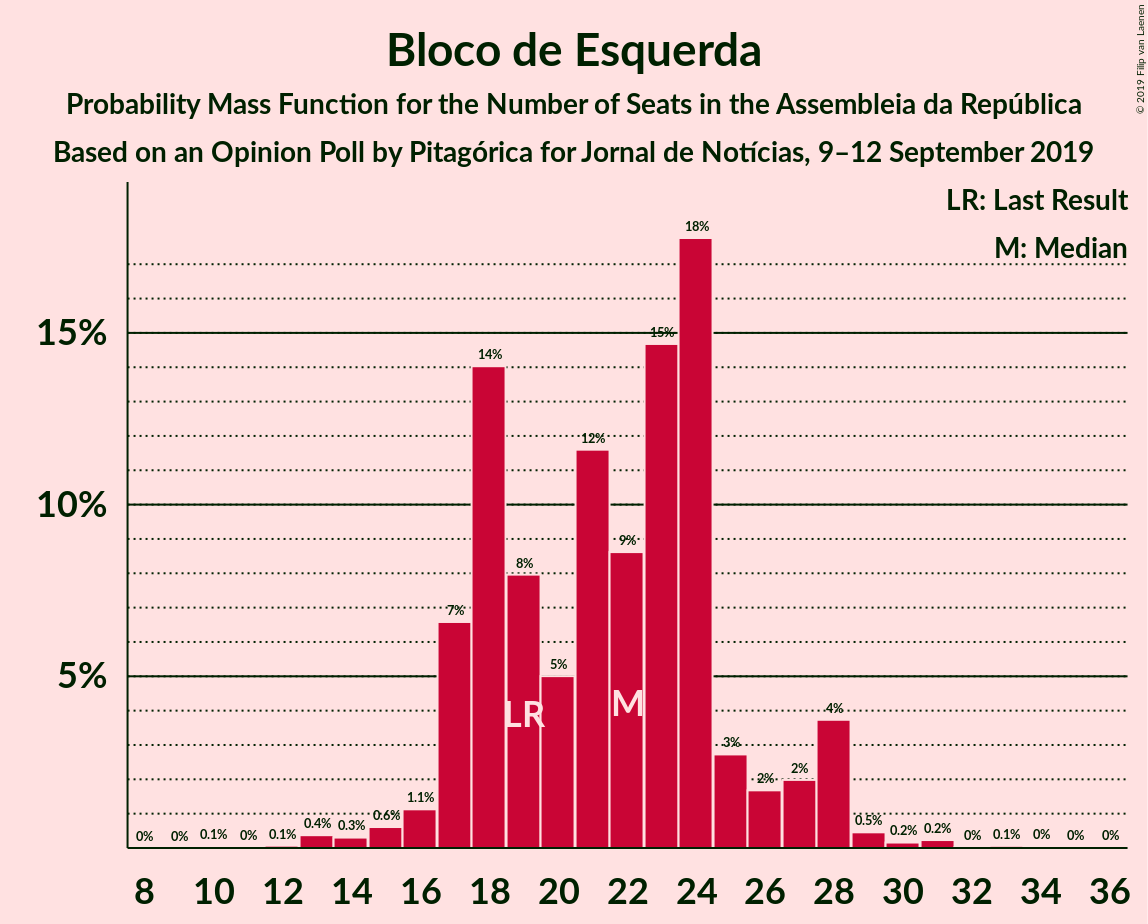 Bloco de Esquerda
Probability Mass Function for the Number of Seats in the Assembleia da República
Based on an Opinion Poll by Pitagórica for Jornal de Notícias, 9–12 September 2019
© 2019 Filip van Laenen
LR: Last Result
M: Median
15%
10%
5%
0% 0% 0.1% 0% 0.1% 0.4% 0.3% 0.6% 1.1% 7% 14% 8% 5% 12% 9% 15% 18% 3% 2% 2% 4% 0.5% 0.2% 0.2% 0% 0.1% 0% 0% 0%
LR M
8 10 12 14 16 18 20 22 24 26 28 30 32 34 36